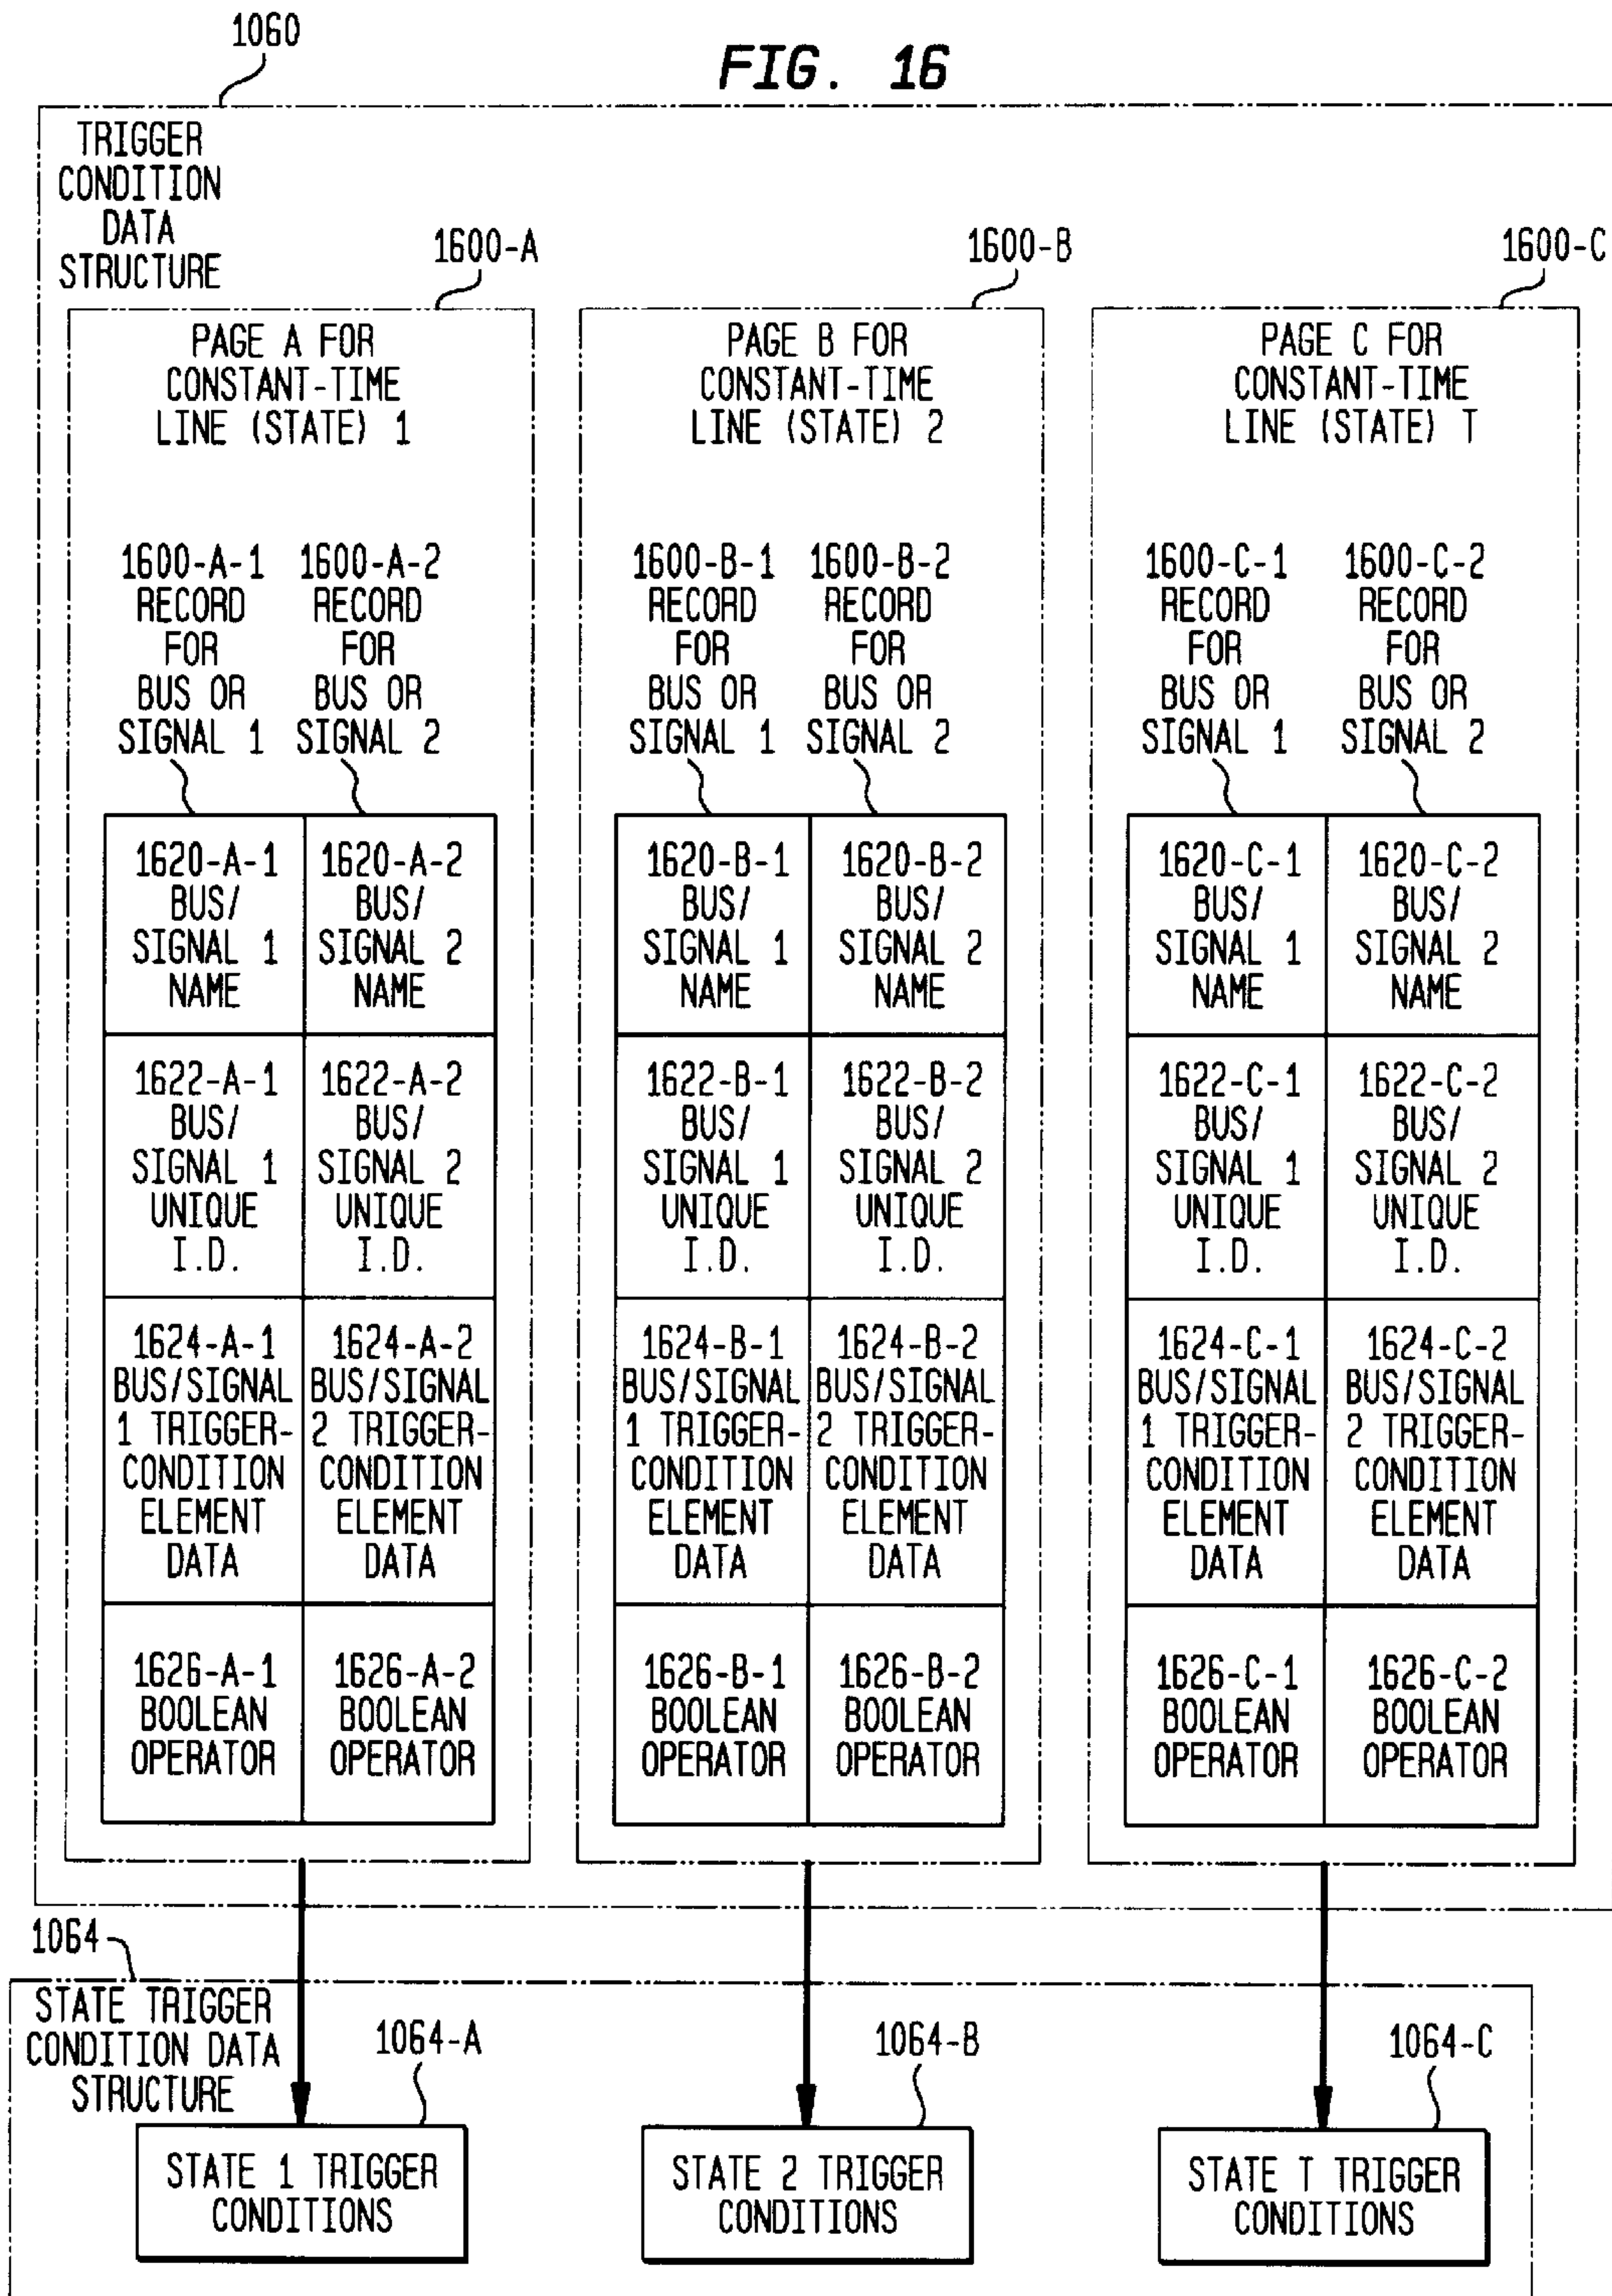 1060
FIG. 16
TRIGGER
CONDITION
DATA
STRUCTURE
1600-A
1600-B
1600-C
PAGE A FOR
CONSTANT-TIME
LINE (STATE) 1
PAGE B FOR
CONSTANT-TIME
LINE (STATE) 2
PAGE C FOR
CONSTANT-TIME
LINE (STATE) T
1600-A-1
RECORD
FOR
BUS OR
SIGNAL 1
1600-A-2
RECORD
FOR
BUS OR
SIGNAL 2
1600-B-1
RECORD
FOR
BUS OR
SIGNAL 1
1600-B-2
RECORD
FOR
BUS OR
SIGNAL 2
1600-C-1
RECORD
FOR
BUS OR
SIGNAL 1
1600-C-2
RECORD
FOR
BUS OR
SIGNAL 2
1620-A-1
BUS/
SIGNAL 1
NAME
1620-A-2
BUS/
SIGNAL 2
NAME
1620-B-1
BUS/
SIGNAL 1
NAME
1620-B-2
BUS/
SIGNAL 2
NAME
1620-C-1
BUS/
SIGNAL 1
NAME
1620-C-2
BUS/
SIGNAL 2
NAME
1622-A-1
BUS/
SIGNAL 1
UNIQUE
I.D.
1622-A-2
BUS/
SIGNAL 2
UNIQUE
I.D.
1622-B-1
BUS/
SIGNAL 1
UNIQUE
I.D.
1622-B-2
BUS/
SIGNAL 2
UNIQUE
I.D.
1622-C-1
BUS/
SIGNAL 1
UNIQUE
I.D.
1622-C-2
BUS/
SIGNAL 2
UNIQUE
I.D.
1624-A-1
BUS/SIGNAL
1 TRIGGER-
CONDITION
ELEMENT
DATA
1624-A-2
BUS/SIGNAL
2 TRIGGER-
CONDITION
ELEMENT
DATA
1624-B-1
BUS/SIGNAL
1 TRIGGER-
CONDITION
ELEMENT
DATA
1624-B-2
BUS/SIGNAL
2 TRIGGER-
CONDITION
ELEMENT
DATA
1624-C-1
BUS/SIGNAL
1 TRIGGER-
CONDITION
ELEMENT
DATA
1624-C-2
BUS/SIGNAL
2 TRIGGER-
CONDITION
ELEMENT
DATA
1626-A-1
BOOLEAN
OPERATOR
1626-A-2
BOOLEAN
OPERATOR
1626-B-1
BOOLEAN
OPERATOR
1626-B-2
BOOLEAN
OPERATOR
1626-C-1
BOOLEAN
OPERATOR
1626-C-2
BOOLEAN
OPERATOR
1064
STATE TRIGGER
CONDITION DATA
STRUCTURE
1064-A
1064-B
1064-C
STATE 1 TRIGGER
CONDITIONS
STATE 2 TRIGGER
CONDITIONS
STATE T TRIGGER
CONDITIONS